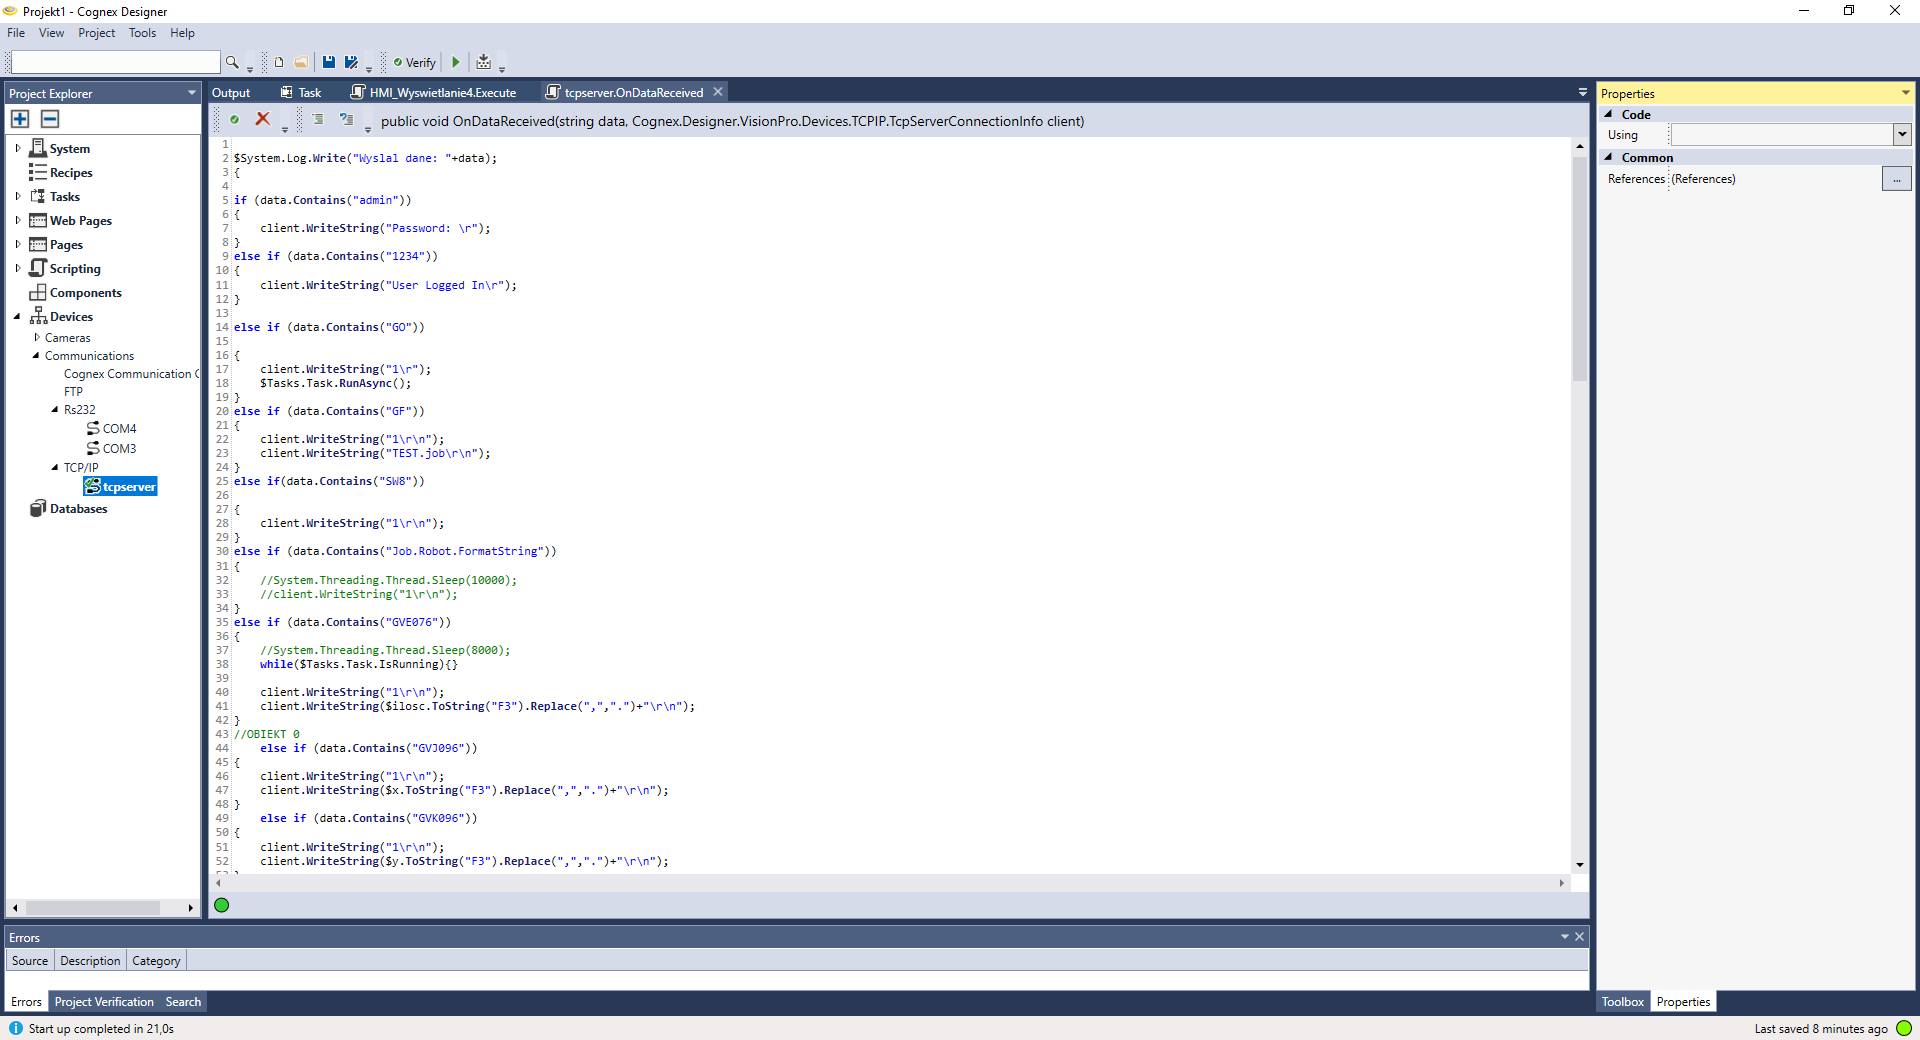 Projekt1 - Cognex Designer
File View Project Tools Help
Verify
Project Explorer
System
Recipes
Tasks
Web Pages
Pages
Scripting
Components
Devices
Cameras
Communications
Cognex Communication C
FTP
Rs232
COM4
COM3
TCP/IP
tcpserver
Databases
Output Task HMI_Wyswietlanie4.Execute tcpserver.OnDataReceived
public void OnDataReceived(string data, Cognex.Designer.VisionPro.Devices.TCPIP.TcpServerConnectionInfo client)
1
2 $System.Log.Write("Wyslal dane: "+data);
3 {
4
5 if (data.Contains("admin"))
6 {
7 client.WriteString("Password: \r");
8 }
9 else if (data.Contains("1234"))
10 {
11 client.WriteString("User Logged In\r");
12 }
13
14 else if (data.Contains("GO"))
15
16 {
17 client.WriteString("1\r");
18 $Tasks.Task.RunAsync();
19 }
20 else if (data.Contains("GF"))
21 {
22 client.WriteString("1\r\n");
23 client.WriteString("TEST.job\r\n");
24 }
25 else if(data.Contains("SW8"))
26
27 {
28 client.WriteString("1\r\n");
29 }
30 else if (data.Contains("Job.Robot.FormatString"))
31 {
32 //System.Threading.Thread.Sleep(10000);
33 //client.WriteString("1\r\n");
34 }
35 else if (data.Contains("GVE076"))
36 {
37 //System.Threading.Thread.Sleep(8000);
38 while($Tasks.Task.IsRunning){}
39
40 client.WriteString("1\r\n");
41 client.WriteString($ilosc.ToString("F3").Replace(",",".")+"\r\n");
42 }
43 //OBIEKT 0
44 else if (data.Contains("GVJ096"))
45 {
46 client.WriteString("1\r\n");
47 client.WriteString($x.ToString("F3").Replace(",",".")+"\r\n");
48 }
49 else if (data.Contains("GVK096"))
50 {
51 client.WriteString("1\r\n");
52 client.WriteString($y.ToString("F3").Replace(",",".")+"\r\n");
Properties
Code
Using
Common
References (References)
...
Toolbox Properties
Errors
Source Description Category
Errors Project Verification Search
Start up completed in 21,0s
Last saved 8 minutes ago